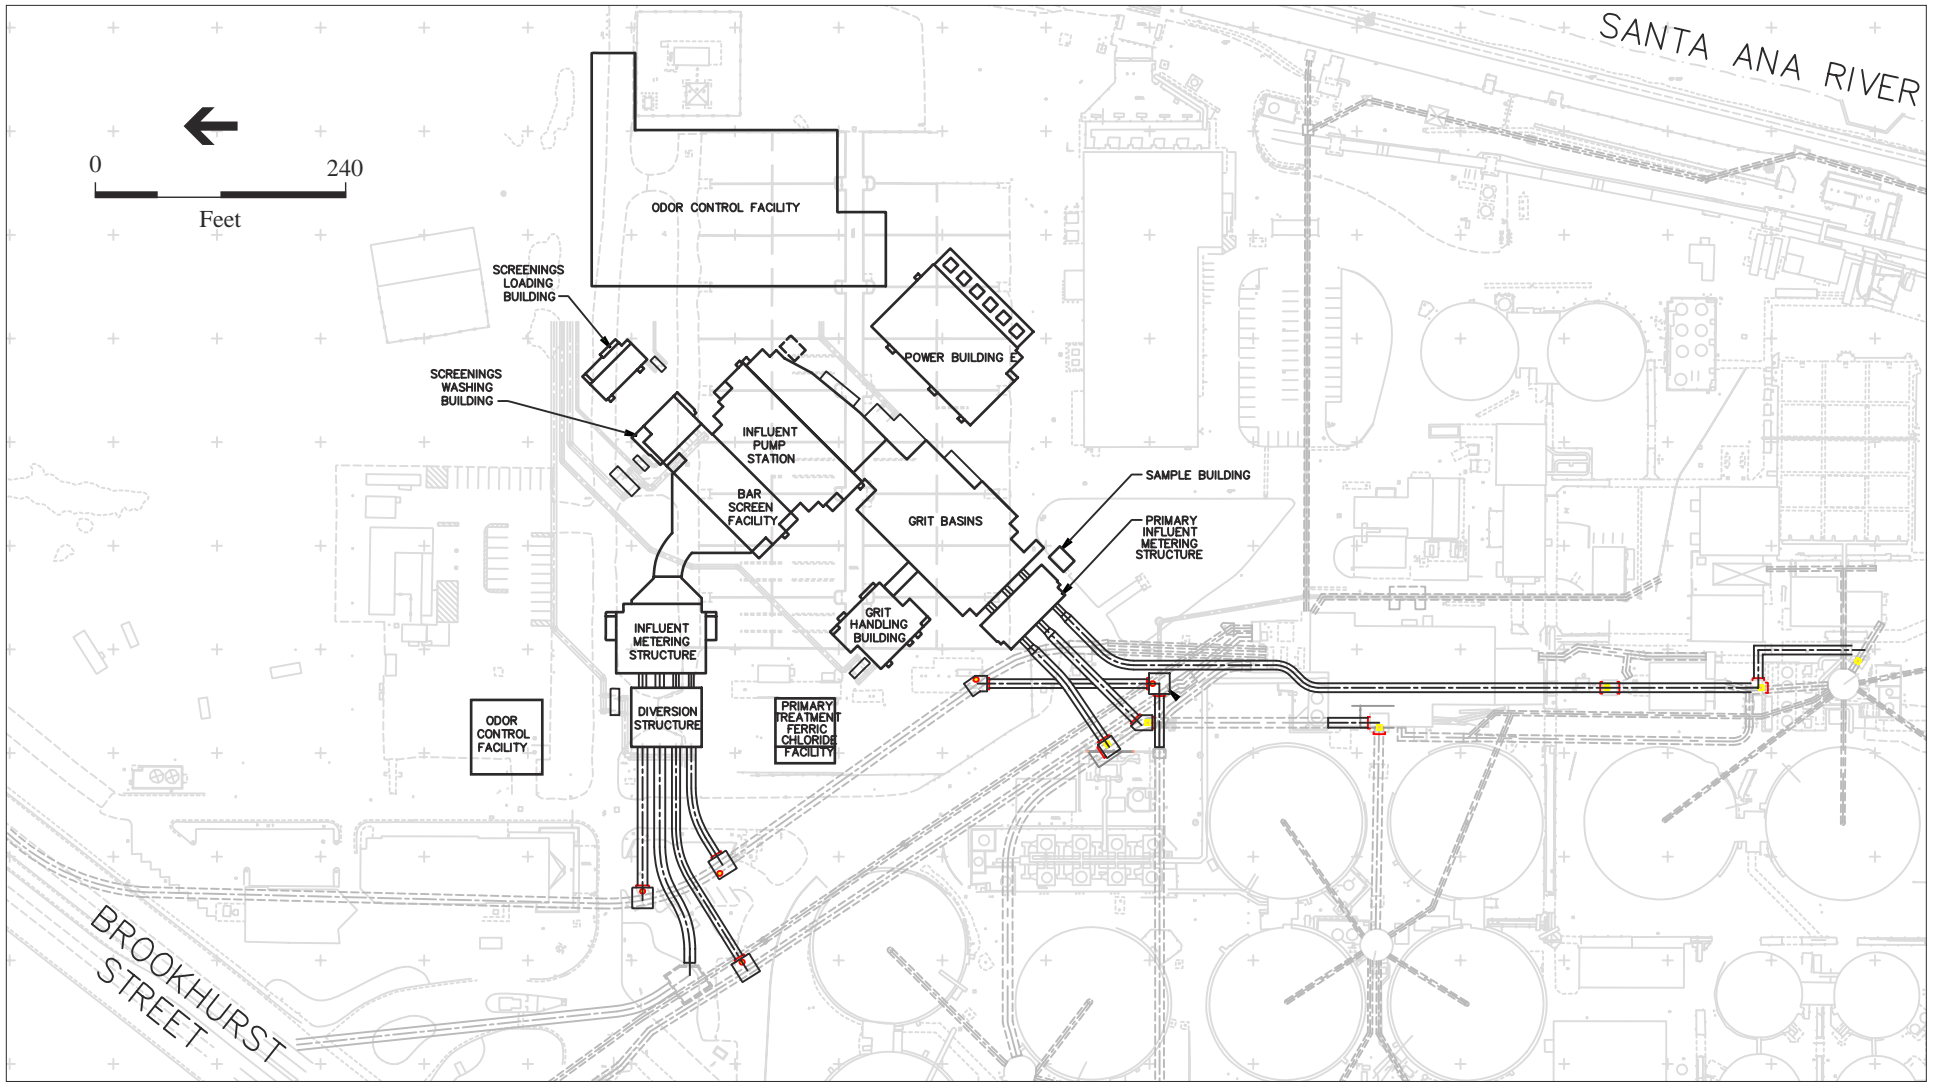 SANTA ANA RIVER
0 240
Feet
ODOR CONTROL FACILITY
SCREENINGS
LOADING
BUILDING
POWER BUILDING E
SCREENINGS
WASHING
BUILDING
INFLUENT
PUMP
STATION
BAR
SCREEN
FACILITY
GRIT BASINS
SAMPLE BUILDING
PRIMARY
INFLUENT
METERING
STRUCTURE
GRIT
HANDLING
BUILDING
INFLUENT
METERING
STRUCTURE
DIVERSION
STRUCTURE
ODOR
CONTROL
FACILITY
PRIMARY
TREATMENT
FERRIC
CHLORIDE
FACILITY
BROOKHURST
STREET